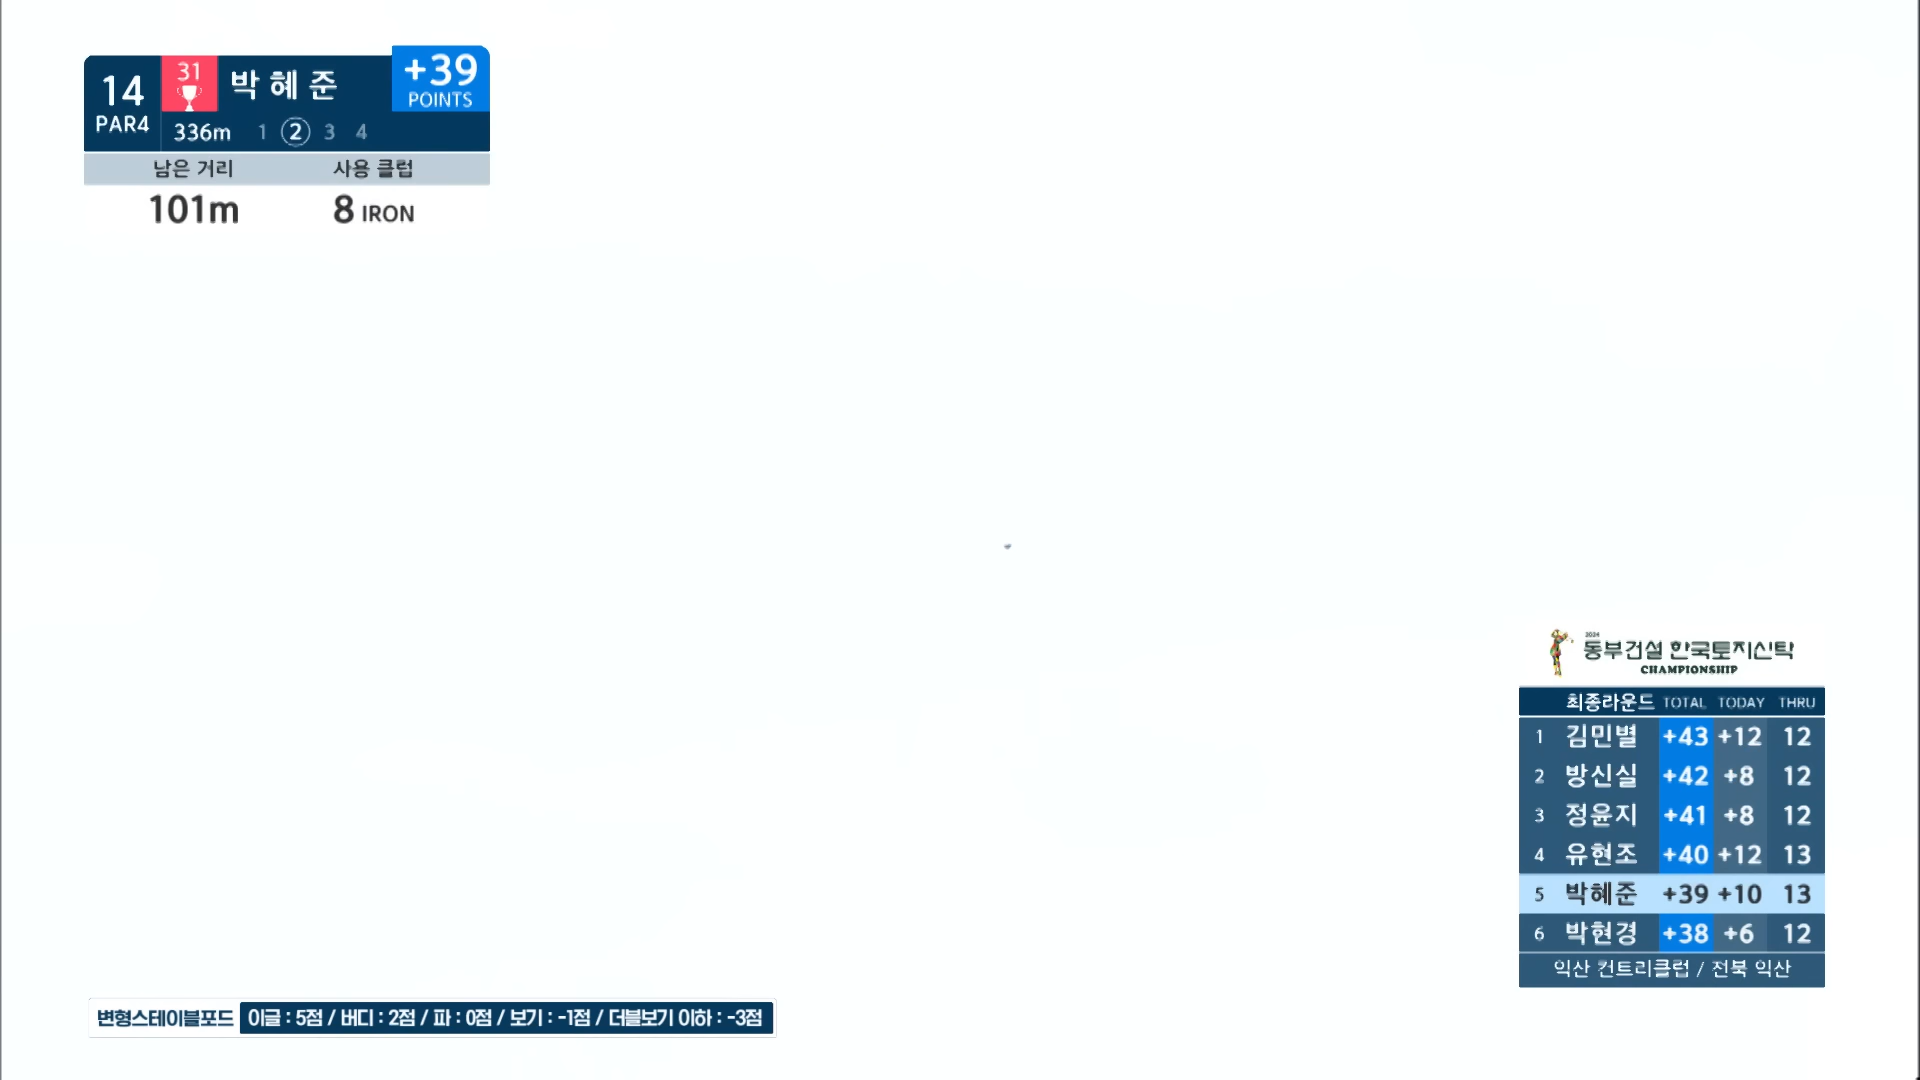 14
PAR4
31
박혜준
+39
POINTS
336m 1 2 3 4
남은 거리 사용 클럽
101m 8 IRON
2024
동부건설 한국토지신탁
CHAMPIONSHIP
최종라운드 TOTAL TODAY THRU
1 김민별 +43 +12 12
2 방신실 +42 +8 12
3 정윤지 +41 +8 12
4 유현조 +40 +12 13
5 박혜준 +39 +10 13
6 박현경 +38 +6 12
익산 컨트리클럽 / 전북 익산
변형스테이블포드 이글 : 5점 / 버디 : 2점 / 파 : 0점 / 보기 : -1점 / 더블보기 이하 : -3점